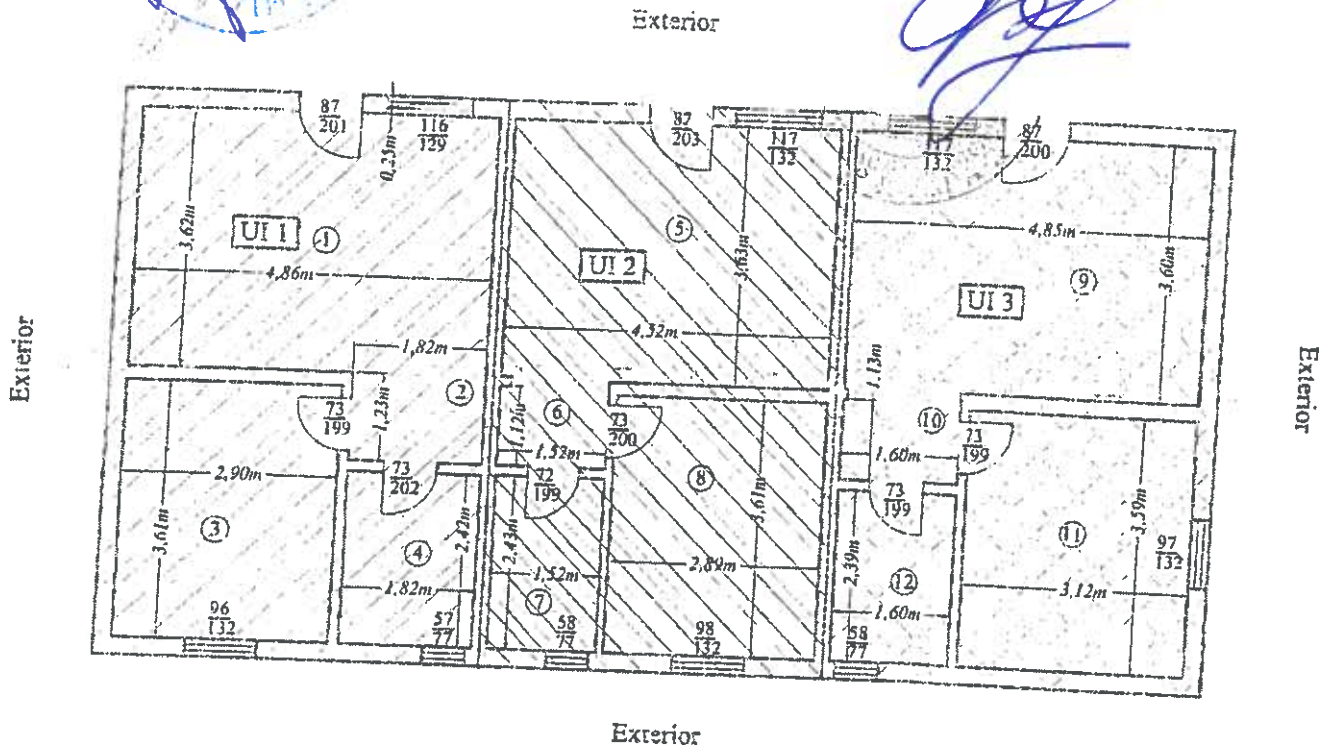 Exterior
87
201
116
129
0,25m
3,62m
UI 1
1
4,86m
1,82m
2
1,23m
73
199
2,90m
3
3,61m
73
202
4
2,42m
1,82m
96
132
57
77
87
203
117
132
5
UI 2
3,63m
4,52m
6
1,12m
1,52m
73
200
72
199
8
3,61m
2,43m
1,52m
7
2,89m
58
77
98
132
132
87
200
4,85m
9
3,60m
UI 3
1,13m
10
1,60m
73
199
73
199
11
3,59m
97
132
2,39m
12
1,60m
3,12m
58
77
Exterior
Exterior
Exterior